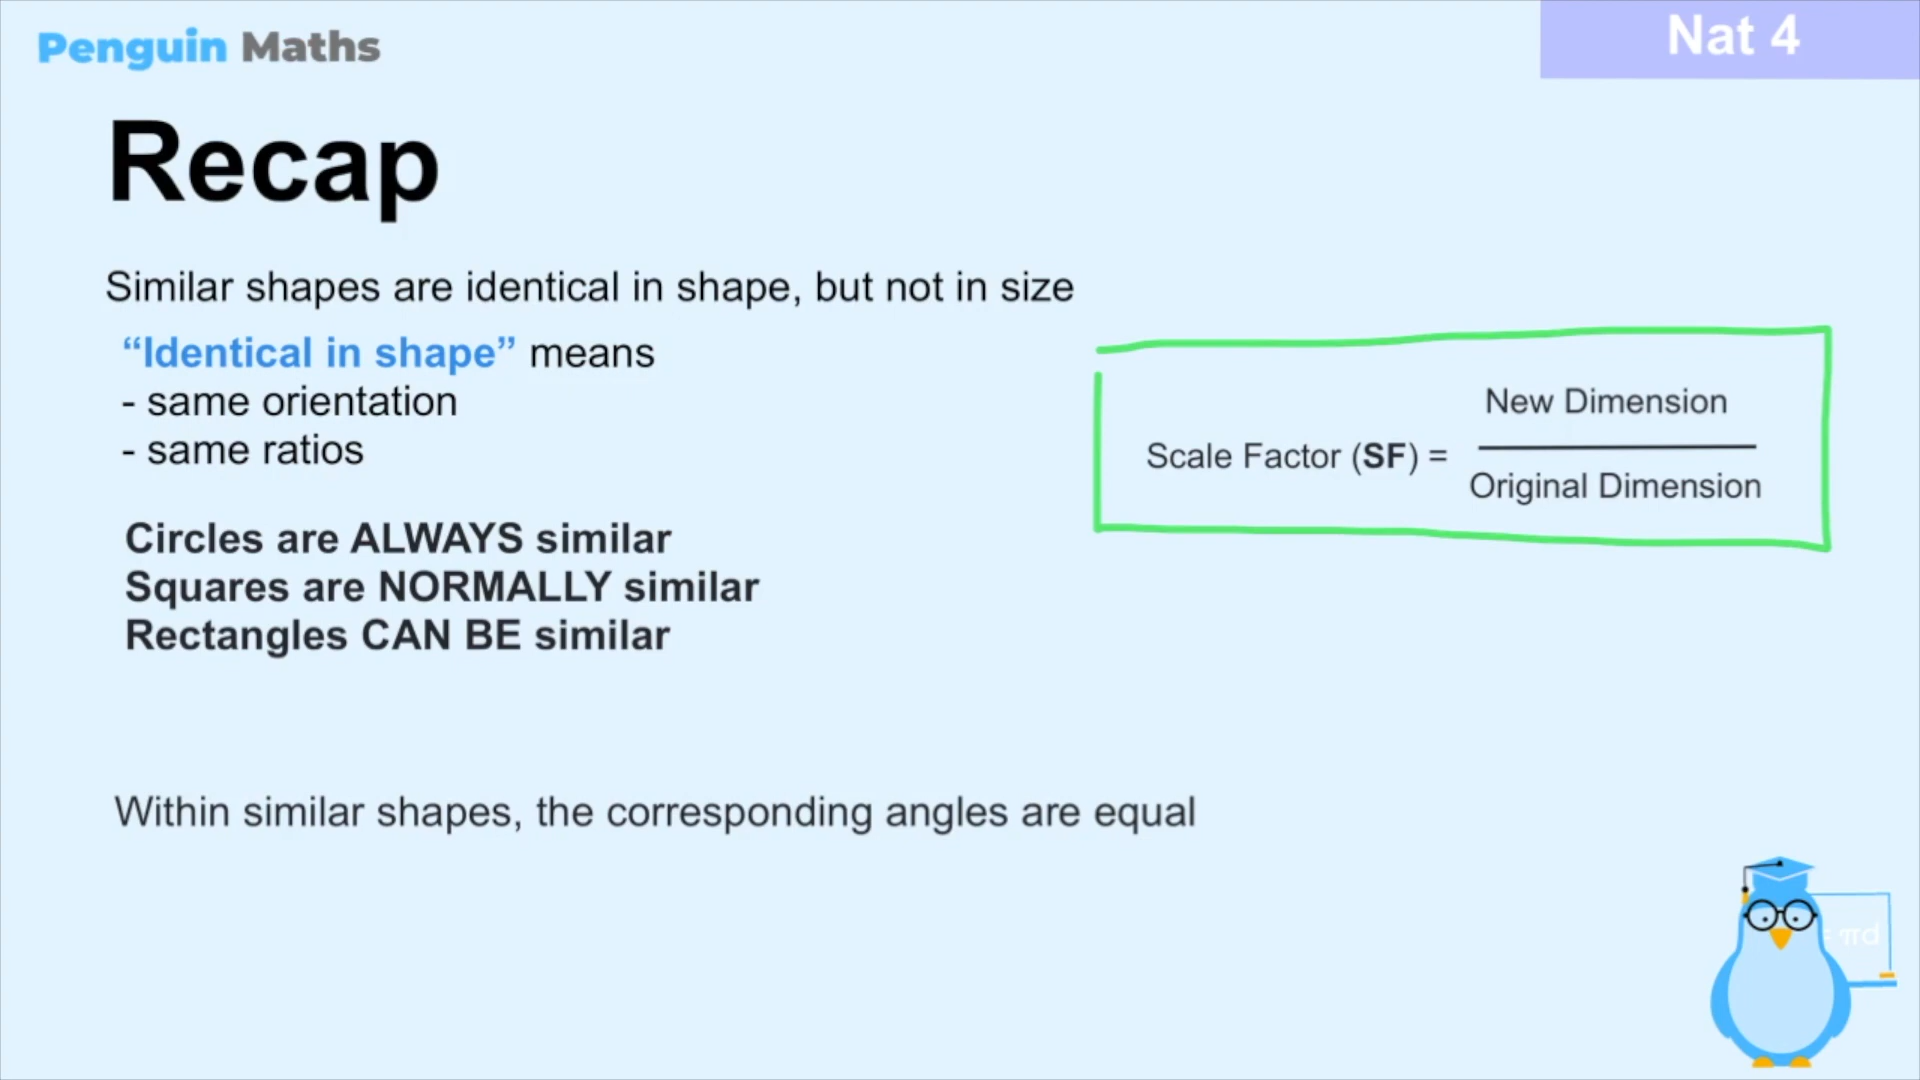 Penguin Maths
Nat 4
Recap
Similar shapes are identical in shape, but not in size
“Identical in shape” means
- same orientation
- same ratios
Circles are ALWAYS similar
Squares are NORMALLY similar
Rectangles CAN BE similar
New Dimension
Scale Factor (SF) =
Original Dimension
Within similar shapes, the corresponding angles are equal
= πd